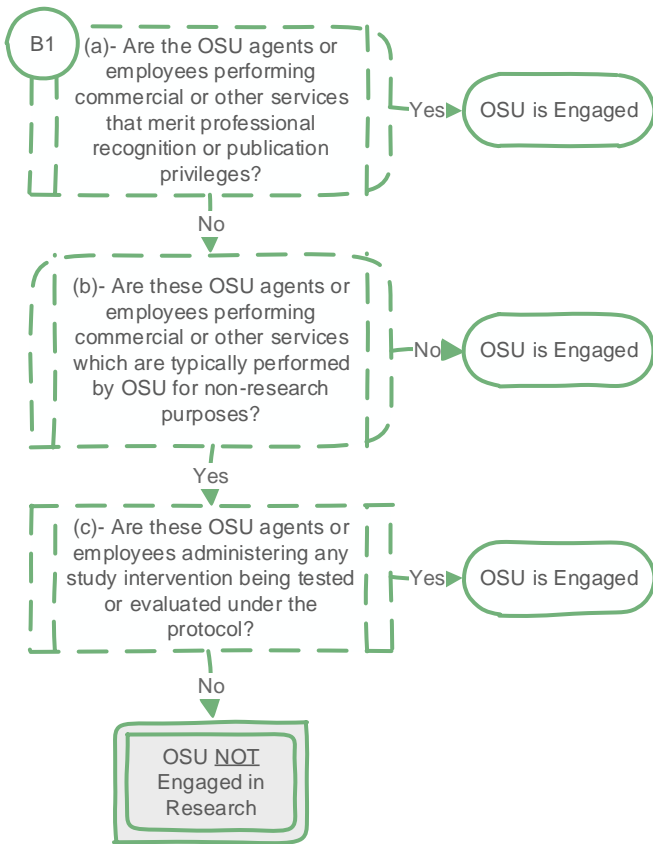 B1
(a)- Are the OSU agents or
employees performing
commercial or other services
that merit professional
recognition or publication
privileges?
Yes
OSU is Engaged
No
(b)- Are these OSU agents or
employees performing
commercial or other services
which are typically performed
by OSU for non-research
purposes?
No
OSU is Engaged
Yes
(c)- Are these OSU agents or
employees administering any
study intervention being tested
or evaluated under the
protocol?
Yes
OSU is Engaged
No
OSU NOT
Engaged in
Research